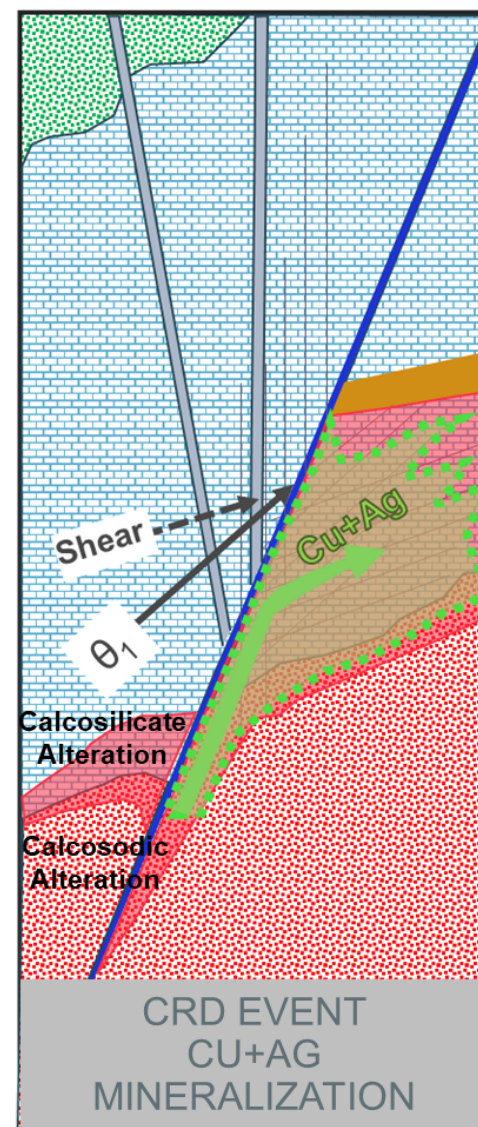 Shear
Cu+Ag
θ1
Calcosilicate
Alteration
Calcosodic
Alteration
CRD EVENT
CU+AG
MINERALIZATION